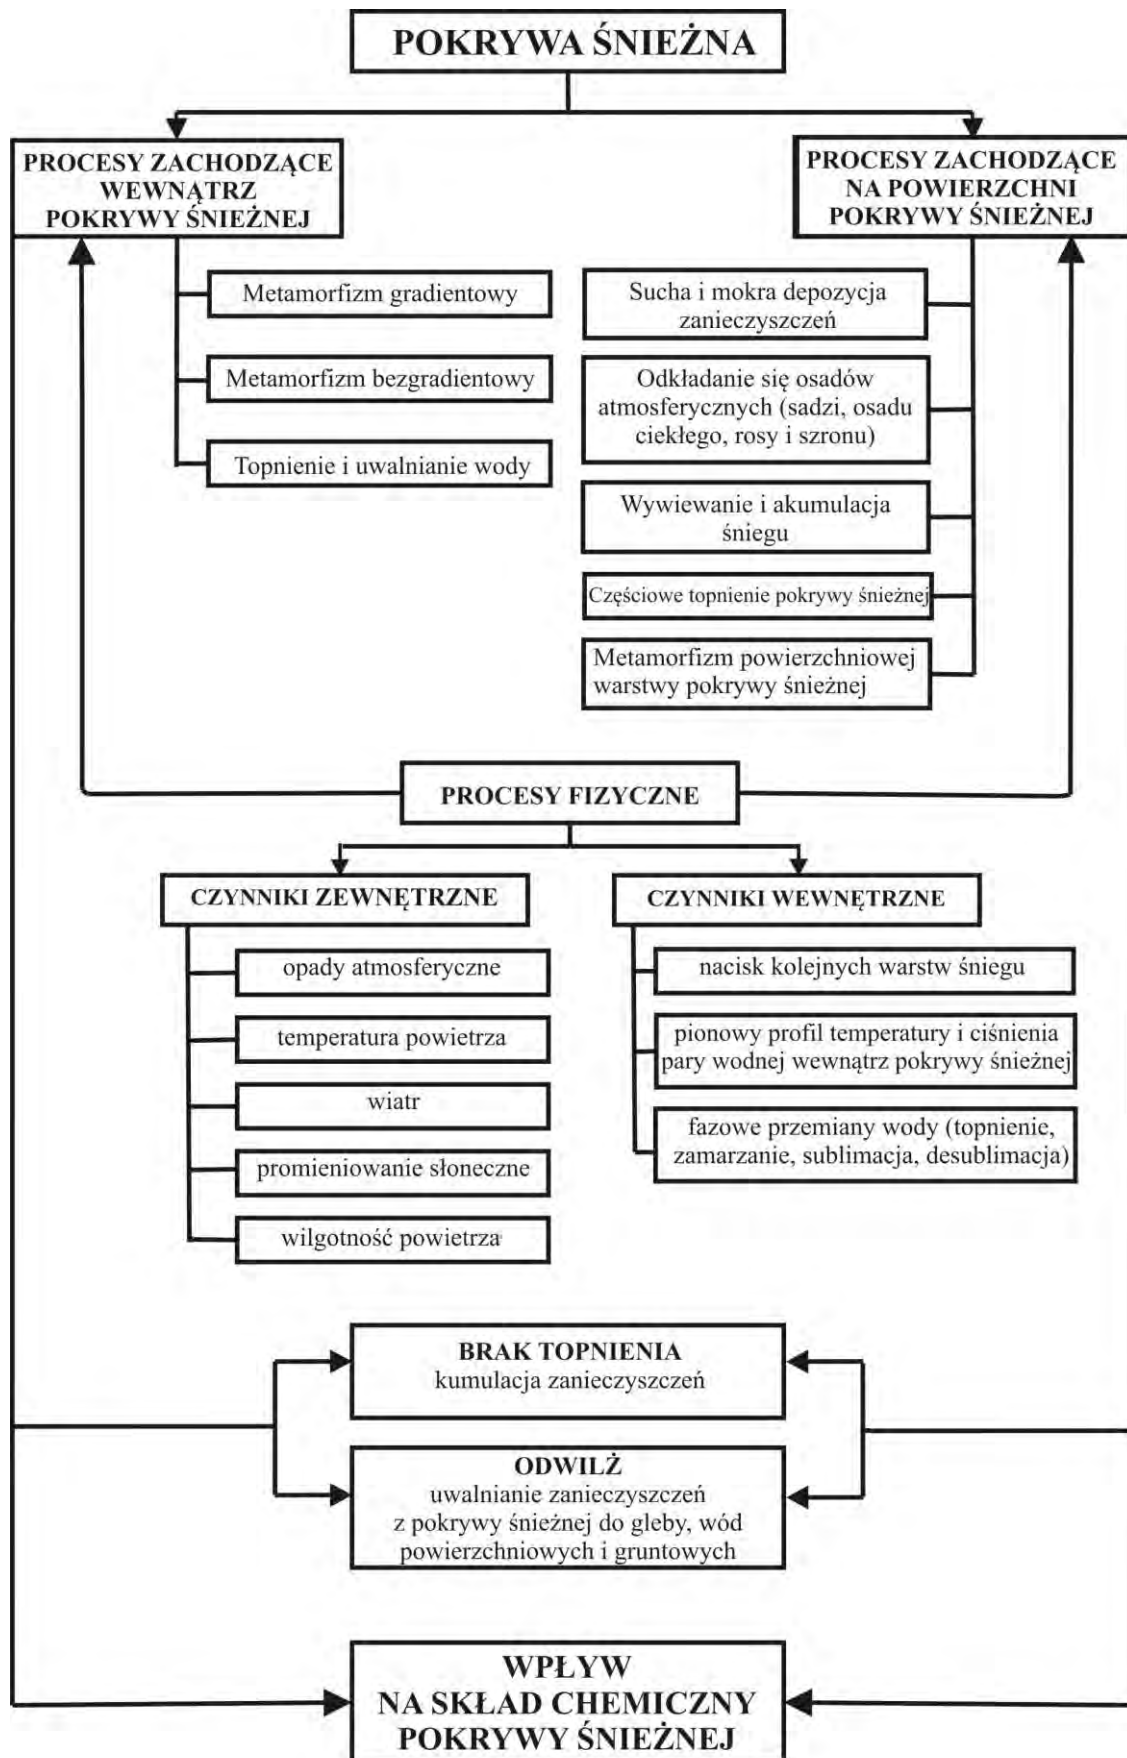 POKRYWA ŚNIEŻNA
PROCESY ZACHODZĄCE
WEWNĄTRZ
POKRYWY ŚNIEŻNEJ
PROCESY ZACHODZĄCE
NA POWIERZCHNI
POKRYWY ŚNIEŻNEJ
Metamorfizm gradientowy
Metamorfizm bezgradientowy
Topnienie i uwalnianie wody
Sucha i mokra depozycja
zanieczyszczeń
Odkładanie się osadów
atmosferycznych (sadzi, osadu
ciekłego, rosy i szronu)
Wywiewanie i akumulacja
śniegu
Częściowe topnienie pokrywy śnieżnej
Metamorfizm powierzchniowej
warstwy pokrywy śnieżnej
PROCESY FIZYCZNE
CZYNNIKI ZEWNĘTRZNE
opady atmosferyczne
temperatura powietrza
wiatr
promieniowanie słoneczne
wilgotność powietrza
CZYNNIKI WEWNĘTRZNE
nacisk kolejnych warstw śniegu
pionowy profil temperatury i ciśnienia
pary wodnej wewnątrz pokrywy śnieżnej
fazowe przemiany wody (topnienie,
zamarzanie, sublimacja, desublimacja)
BRAK TOPNIENIA
kumulacja zanieczyszczeń
ODWILŻ
uwalnianie zanieczyszczeń
z pokrywy śnieżnej do gleby, wód
powierzchniowych i gruntowych
WPŁYW
NA SKŁAD CHEMICZNY
POKRYWY ŚNIEŻNEJ